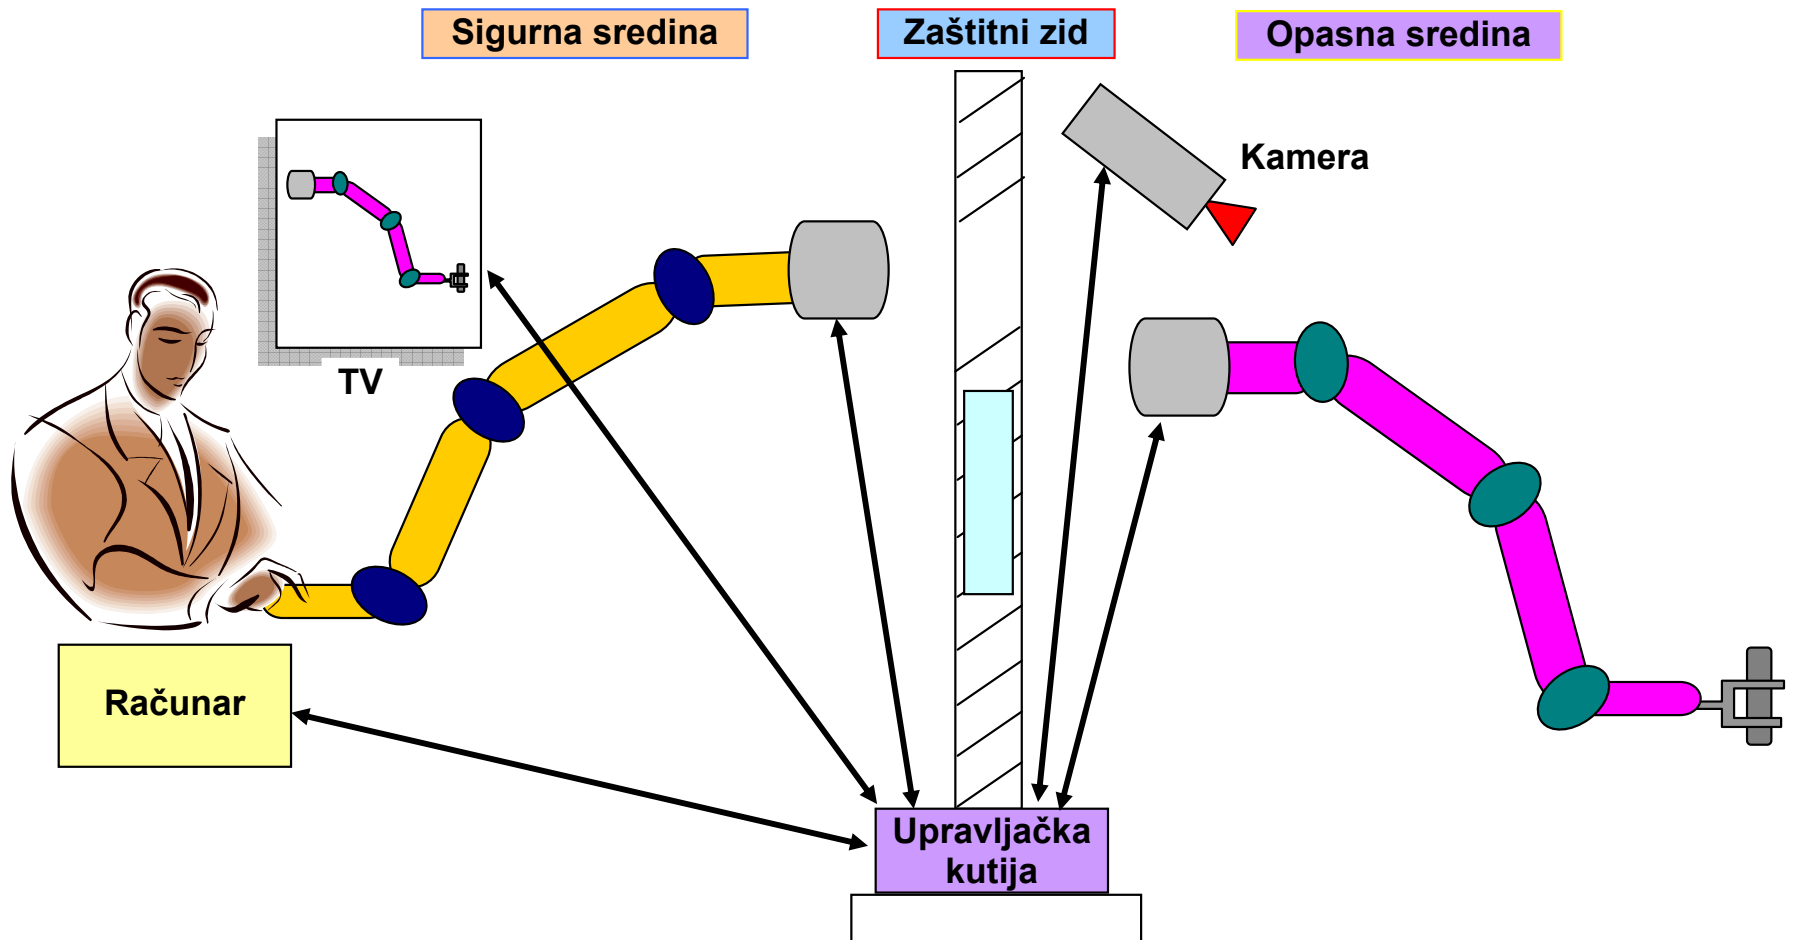 Sigurna sredina
Zaštitni zid
Opasna sredina
Kamera
TV
Računar
Upravljačka
kutija